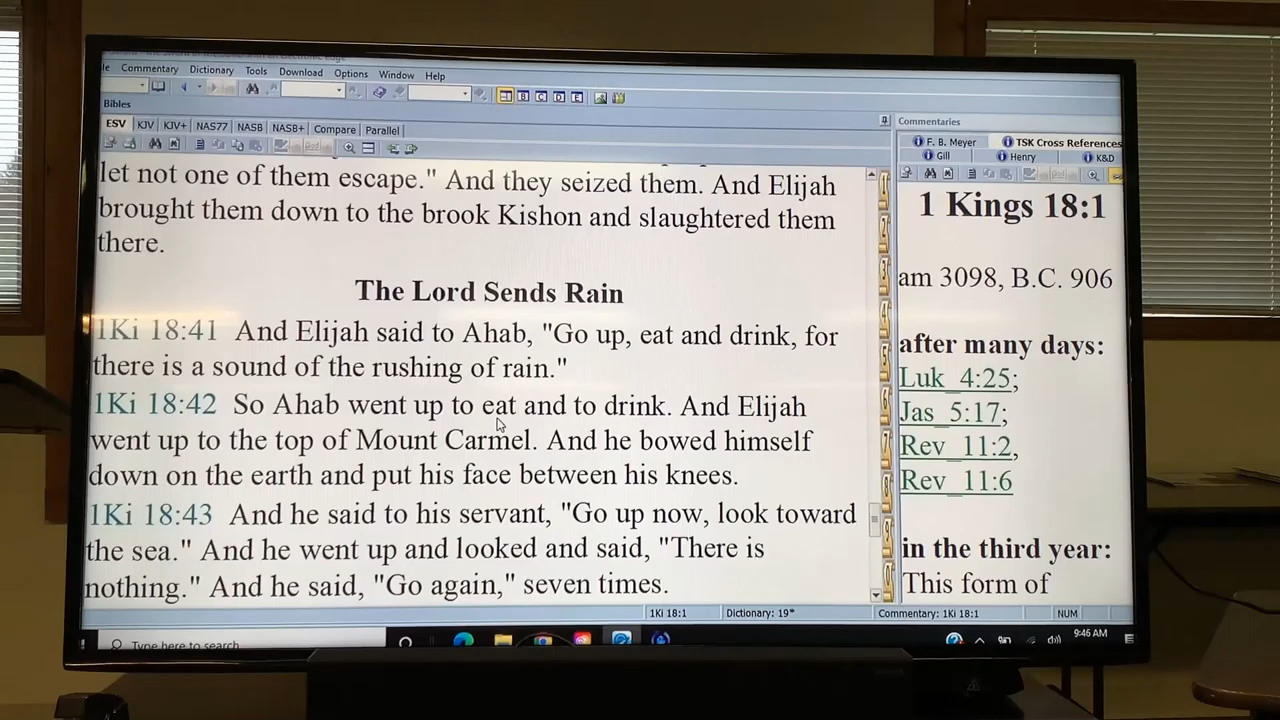 Commentary Dictionary Tools Download Options Window Help
Bibles
ESV KJV KJV+ NAS77 NASB NASB+ Compare Parallel
let not one of them escape." And they seized them. And Elijah
brought them down to the brook Kishon and slaughtered them
there.
The Lord Sends Rain
1Ki 18:41 And Elijah said to Ahab, "Go up, eat and drink, for
there is a sound of the rushing of rain."
1Ki 18:42 So Ahab went up to eat and to drink. And Elijah
went up to the top of Mount Carmel. And he bowed himself
down on the earth and put his face between his knees.
1Ki 18:43 And he said to his servant, "Go up now, look toward
the sea." And he went up and looked and said, "There is
nothing." And he said, "Go again," seven times.
Commentaries
F. B. Meyer TSK Cross References
Gill Henry K&D
1 Kings 18:1
am 3098, B.C. 906
after many days:
Luk_4:25;
Jas_5:17;
Rev_11:2,
Rev_11:6
in the third year:
This form of
1Ki 18:1 Dictionary: 19* Commentary: 1Ki 18:1 NUM
Type here to search
9:46 AM